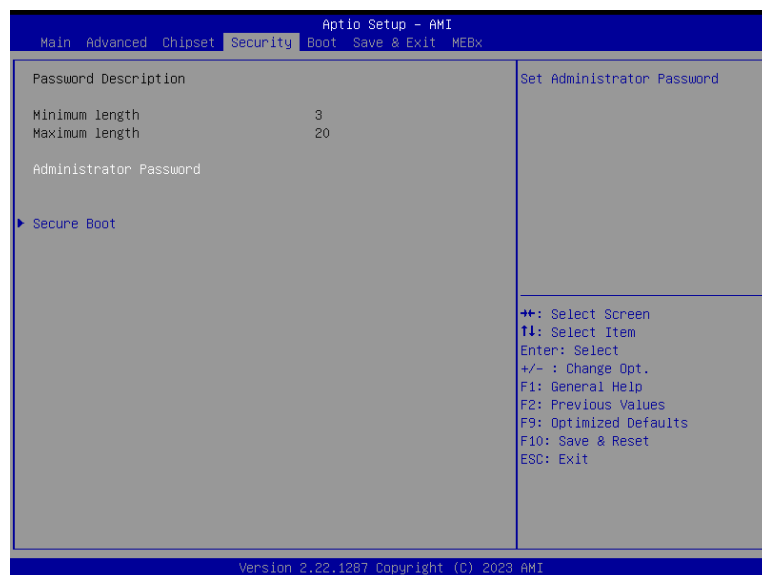 Aptio Setup – AMI
Main Advanced Chipset Security Boot Save & Exit MEBx
Password Description
Minimum length 3
Maximum length 20
Administrator Password
▶ Secure Boot
Set Administrator Password
→←: Select Screen
↑↓: Select Item
Enter: Select
+/- : Change Opt.
F1: General Help
F2: Previous Values
F9: Optimized Defaults
F10: Save & Reset
ESC: Exit
Version 2.22.1287 Copyright (C) 2023 AMI